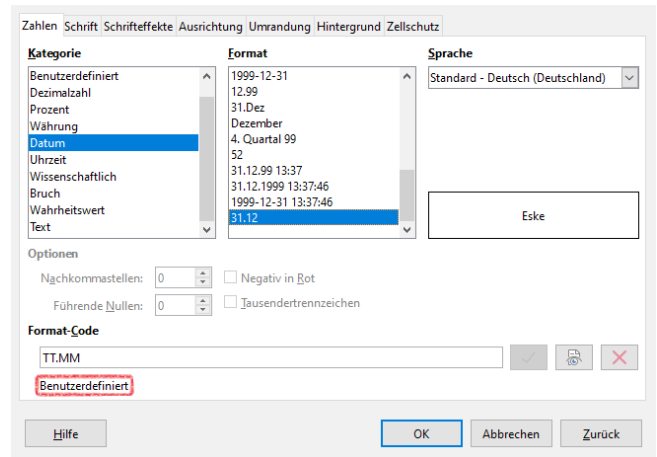 Zahlen Schrift Schrifteffekte Ausrichtung Umrandung Hintergrund Zellschutz
Kategorie
Benutzerdefiniert
Dezimalzahl
Prozent
Währung
Datum
Uhrzeit
Wissenschaftlich
Bruch
Wahrheitswert
Text
Format
1999-12-31
12.99
31.Dez
Dezember
4. Quartal 99
52
31.12.99 13:37
31.12.1999 13:37:46
1999-12-31 13:37:46
31.12
Sprache
Standard - Deutsch (Deutschland)
Eske
Optionen
Nachkommastellen: 0
Negativ in Rot
Führende Nullen: 0
Tausendertrennzeichen
Format-Code
TT.MM
Benutzerdefiniert
Hilfe OK Abbrechen Zurück